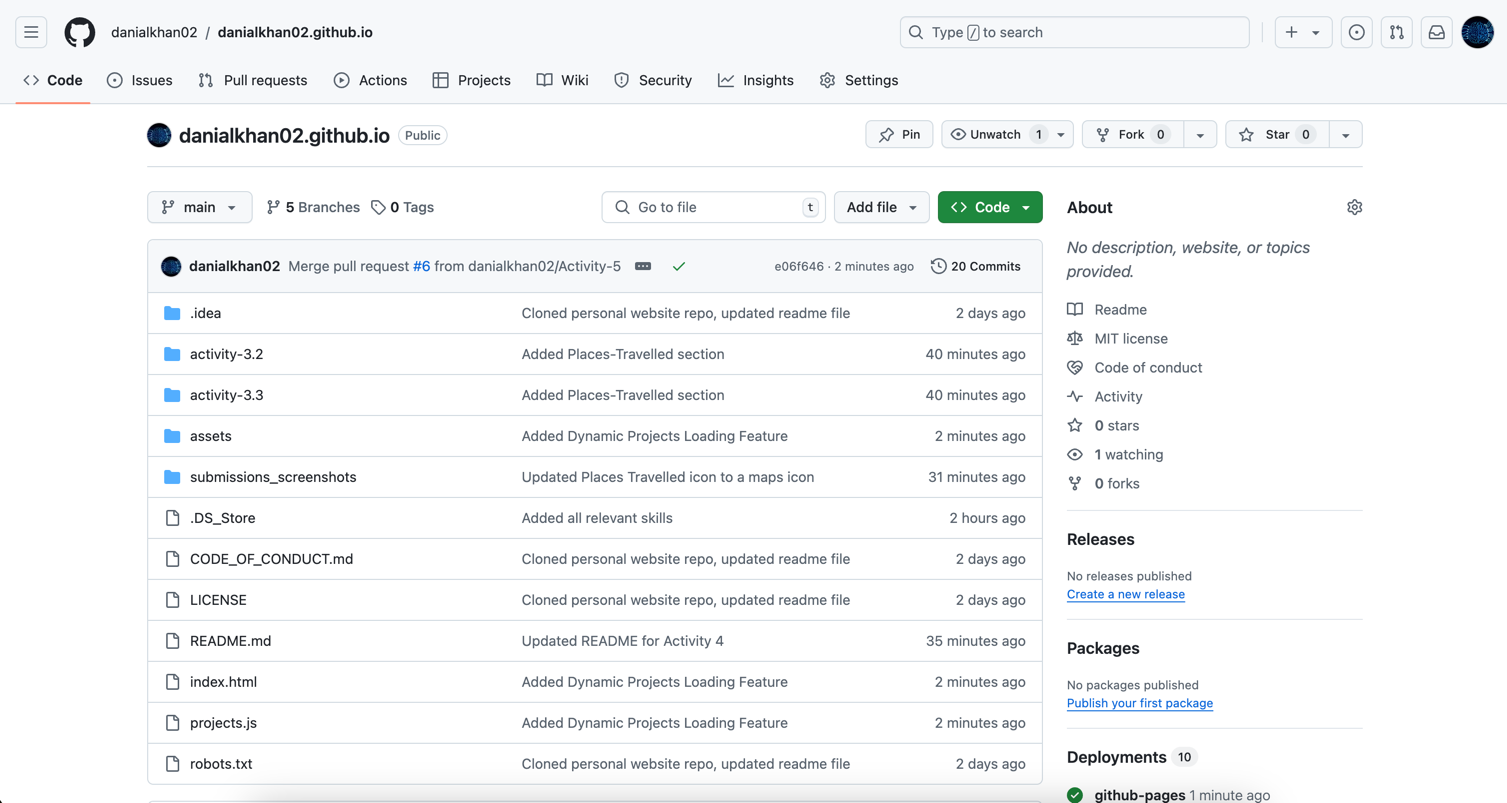 danialkhan02 / danialkhan02.github.io
Type / to search
Code Issues Pull requests Actions Projects Wiki Security Insights Settings
danialkhan02.github.io Public
Pin Unwatch 1 Fork 0 Star 0
main 5 Branches 0 Tags Go to file t Add file Code
danialkhan02 Merge pull request #6 from danialkhan02/Activity-5 e06f646 · 2 minutes ago 20 Commits
.idea Cloned personal website repo, updated readme file 2 days ago
activity-3.2 Added Places-Travelled section 40 minutes ago
activity-3.3 Added Places-Travelled section 40 minutes ago
assets Added Dynamic Projects Loading Feature 2 minutes ago
submissions_screenshots Updated Places Travelled icon to a maps icon 31 minutes ago
.DS_Store Added all relevant skills 2 hours ago
CODE_OF_CONDUCT.md Cloned personal website repo, updated readme file 2 days ago
LICENSE Cloned personal website repo, updated readme file 2 days ago
README.md Updated README for Activity 4 35 minutes ago
index.html Added Dynamic Projects Loading Feature 2 minutes ago
projects.js Added Dynamic Projects Loading Feature 2 minutes ago
robots.txt Cloned personal website repo, updated readme file 2 days ago
About
No description, website, or topics
provided.
Readme
MIT license
Code of conduct
Activity
0 stars
1 watching
0 forks
Releases
No releases published
Create a new release
Packages
No packages published
Publish your first package
Deployments 10
github-pages 1 minute ago